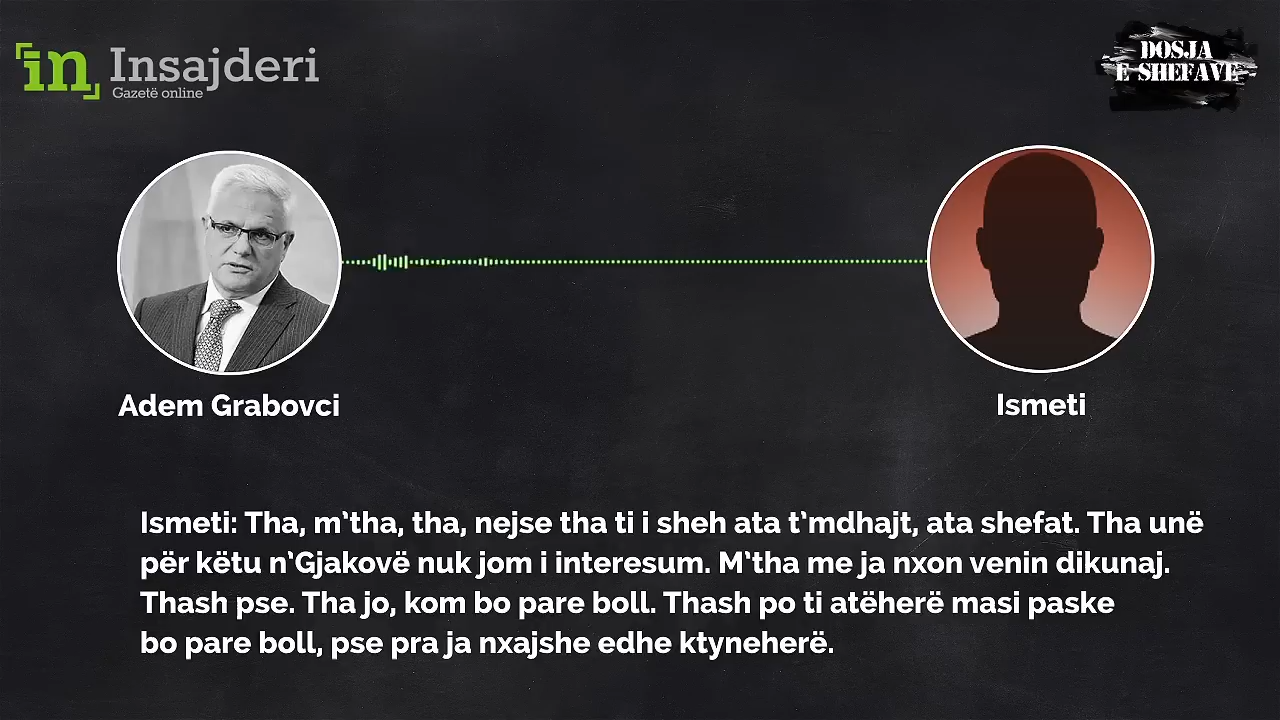 in Insajderi
Gazetë online
DOSJA
E SHEFAVE
Adem Grabovci
Ismeti
Ismeti: Tha, m’tha, tha, nejse tha ti i sheh ata t’mdhajt, ata shefat. Tha unë
për këtu n’Gjakovë nuk jom i interesum. M’tha me ja nxon venin dikunaj.
Thash pse. Tha jo, kom bo pare boll. Thash po ti atëherë masi paske
bo pare boll, pse pra ja nxajshe edhe ktyneherë.